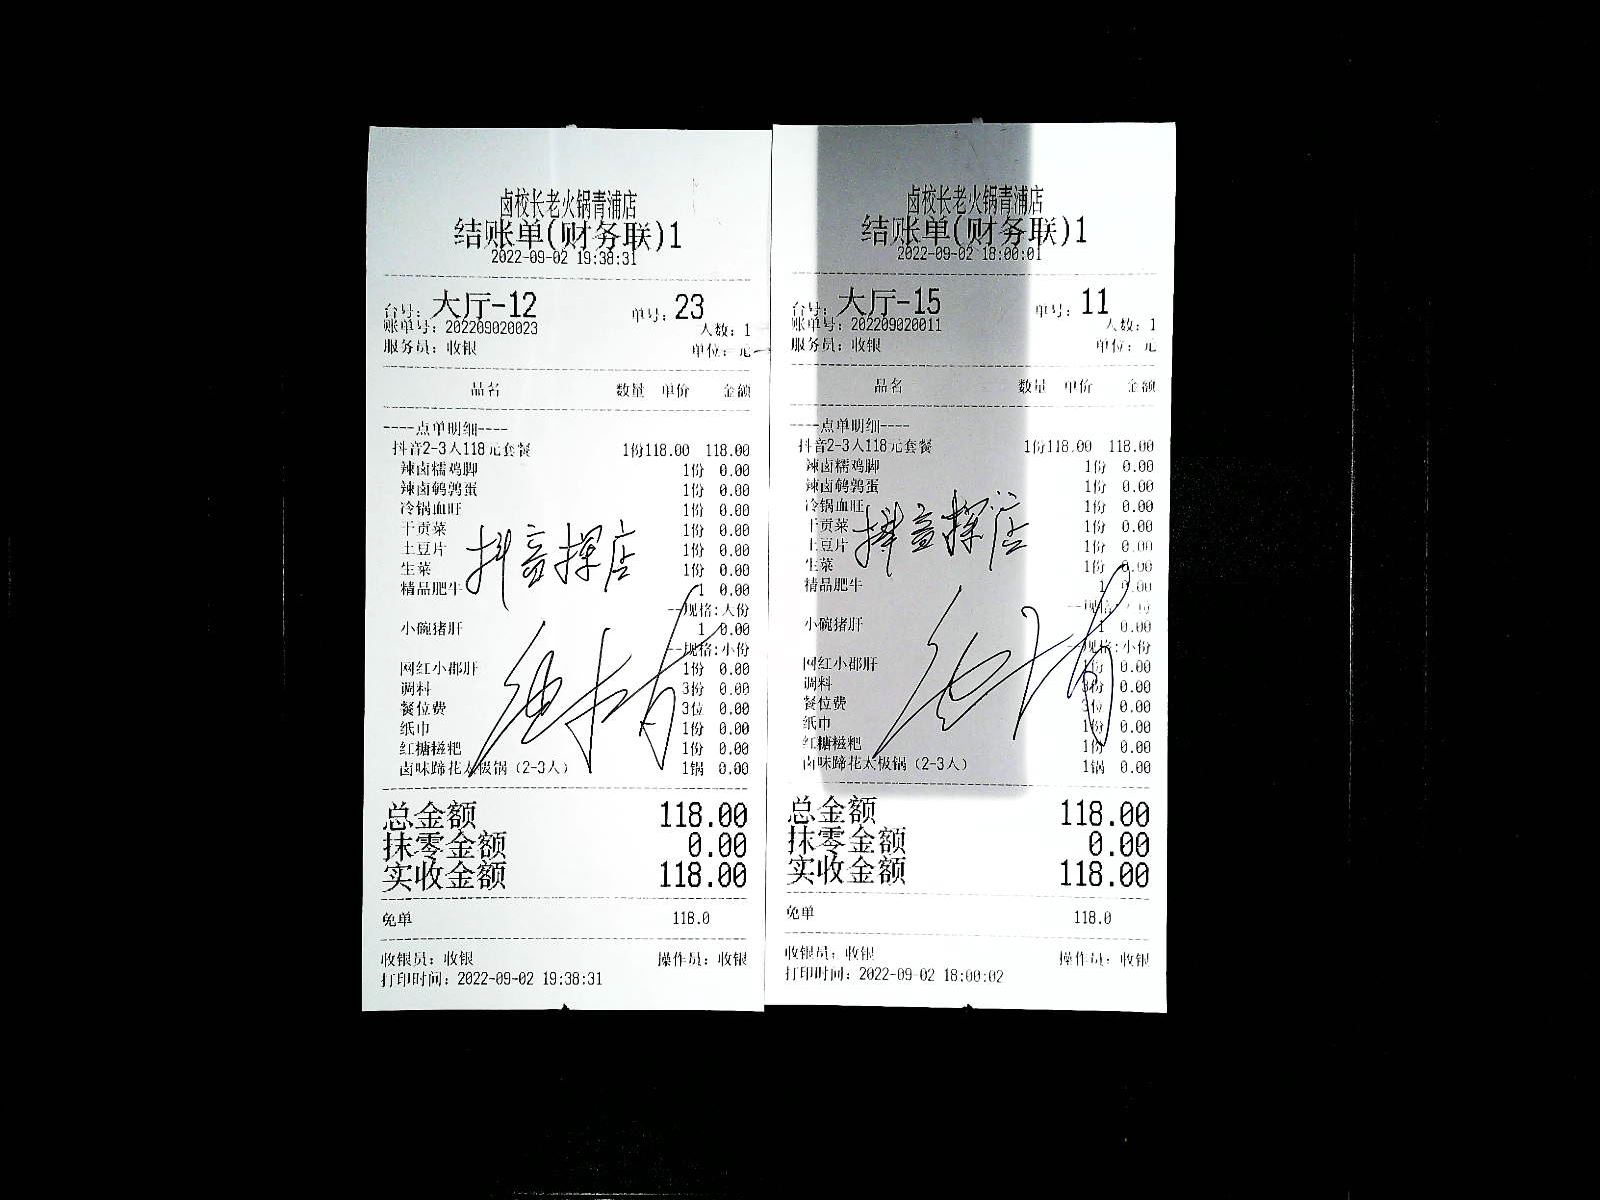 卤校长老火锅青浦店
结账单(财务联)1
2022-09-02 19:38:31
台号: 大厅-12 单号: 23
账单号: 202209020023 人数: 1
服务员: 收银 单位: 元
品名 数量 单价 金额
----点单明细----
抖音2-3人118元套餐 1份118.00 118.00
辣卤糯鸡脚 1份 0.00
辣卤鹌鹑蛋 1份 0.00
冷锅血旺 1份 0.00
干贡菜 1份 0.00
土豆片 1份 0.00
生菜 1份 0.00
抖音探店
精品肥牛 1 0.00
--规格:大份
小碗猪肝 1 0.00
--规格:小份
网红小郡肝 1份 0.00
调料 3份 0.00
餐位费 3位 0.00
纸巾 1份 0.00
红糖糍粑 1份 0.00
卤味蹄花太极锅（2-3人） 1锅 0.00
总金额 118.00
抹零金额 0.00
实收金额 118.00
免单 118.0
收银员: 收银 操作员: 收银
打印时间: 2022-09-02 19:38:31
卤校长老火锅青浦店
结账单(财务联)1
2022-09-02 18:00:01
台号: 大厅-15 单号: 11
账单号: 202209020011 人数: 1
服务员: 收银 单位: 元
品名 数量 单价 金额
----点单明细----
抖音2-3人118元套餐 1份118.00 118.00
辣卤糯鸡脚 1份 0.00
辣卤鹌鹑蛋 1份 0.00
冷锅血旺 1份 0.00
干贡菜 1份 0.00
土豆片 1份 0.00
生菜 1份 0.00
抖音探店
精品肥牛 1 0.00
--规格:大份
小碗猪肝 1 0.00
--规格:小份
网红小郡肝 1份 0.00
调料 3份 0.00
餐位费 3位 0.00
纸巾 1份 0.00
红糖糍粑 1份 0.00
卤味蹄花太极锅（2-3人） 1锅 0.00
总金额 118.00
抹零金额 0.00
实收金额 118.00
免单 118.0
收银员: 收银 操作员: 收银
打印时间: 2022-09-02 18:00:02